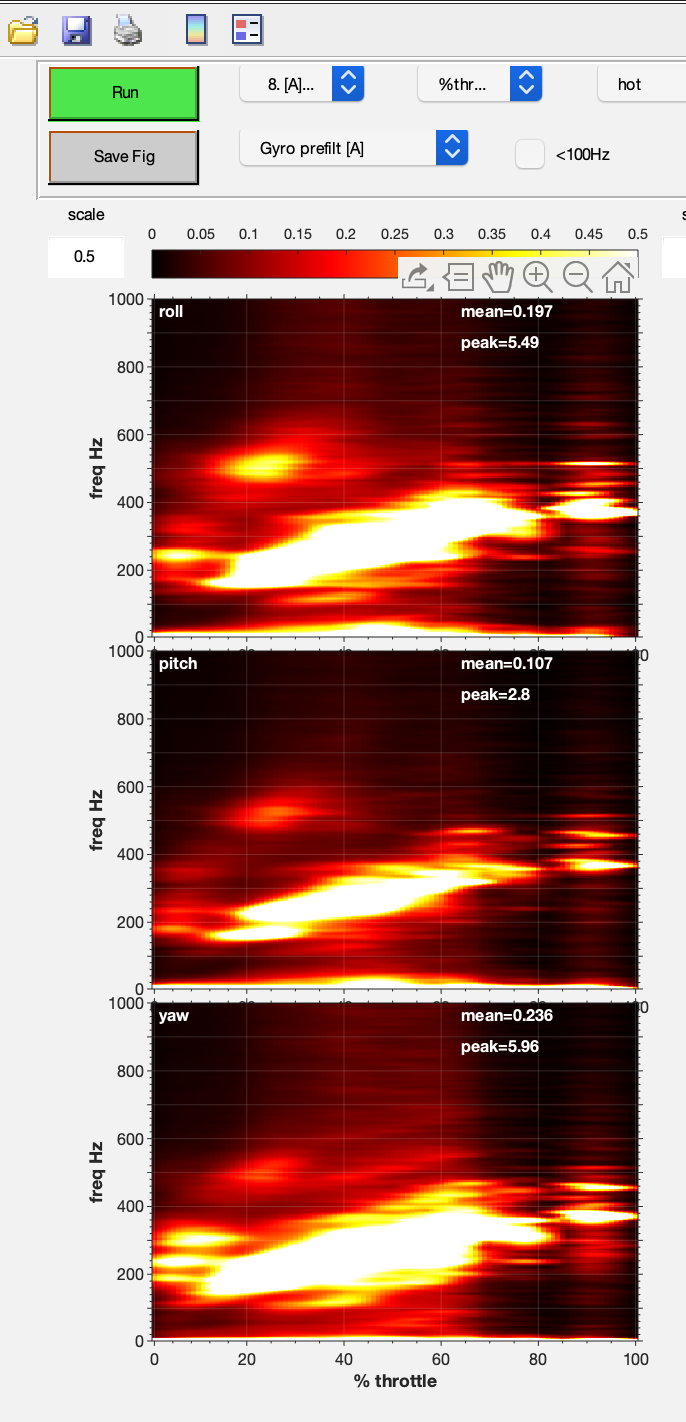 Run
8. [A]...
%thr...
hot
Save Fig
Gyro prefilt [A]
<100Hz
scale
0.5
0 0.05 0.1 0.15 0.2 0.25 0.3 0.35 0.4 0.45 0.5
roll
mean=0.197
peak=5.49
freq Hz
1000
800
600
400
200
0
pitch
mean=0.107
peak=2.8
freq Hz
1000
800
600
400
200
0
yaw
mean=0.236
peak=5.96
freq Hz
1000
800
600
400
200
0
0 20 40 60 80 100
% throttle